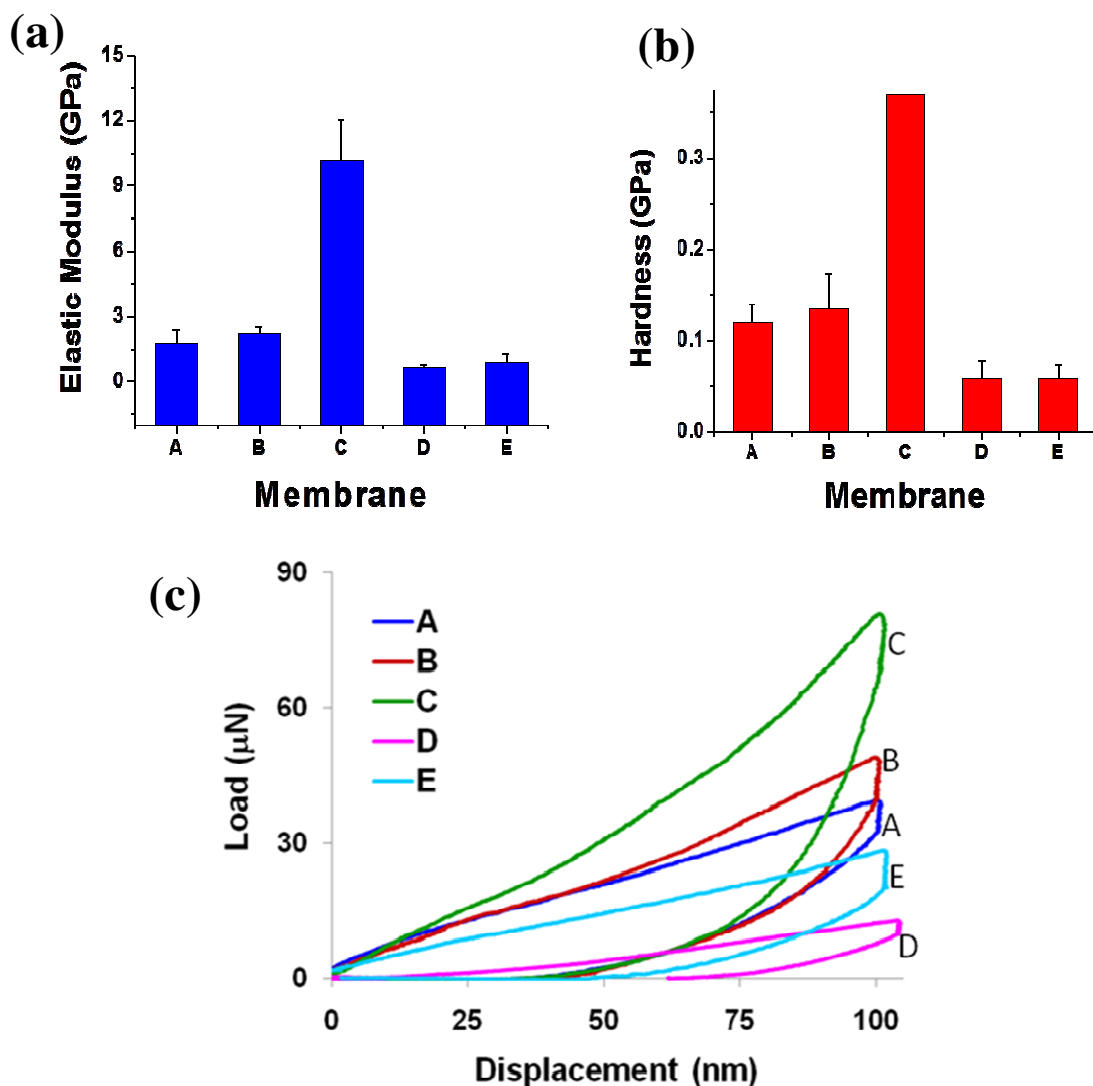 (a)
Elastic Modulus (GPa)
15
12
9
6
3
0
A B C D E
Membrane
(b)
Hardness (GPa)
0.3
0.2
0.1
0.0
A B C D E
Membrane
(c)
Load (μN)
90
60
30
0
A
B
C
D
E
C
B
A
E
D
0 25 50 75 100
Displacement (nm)